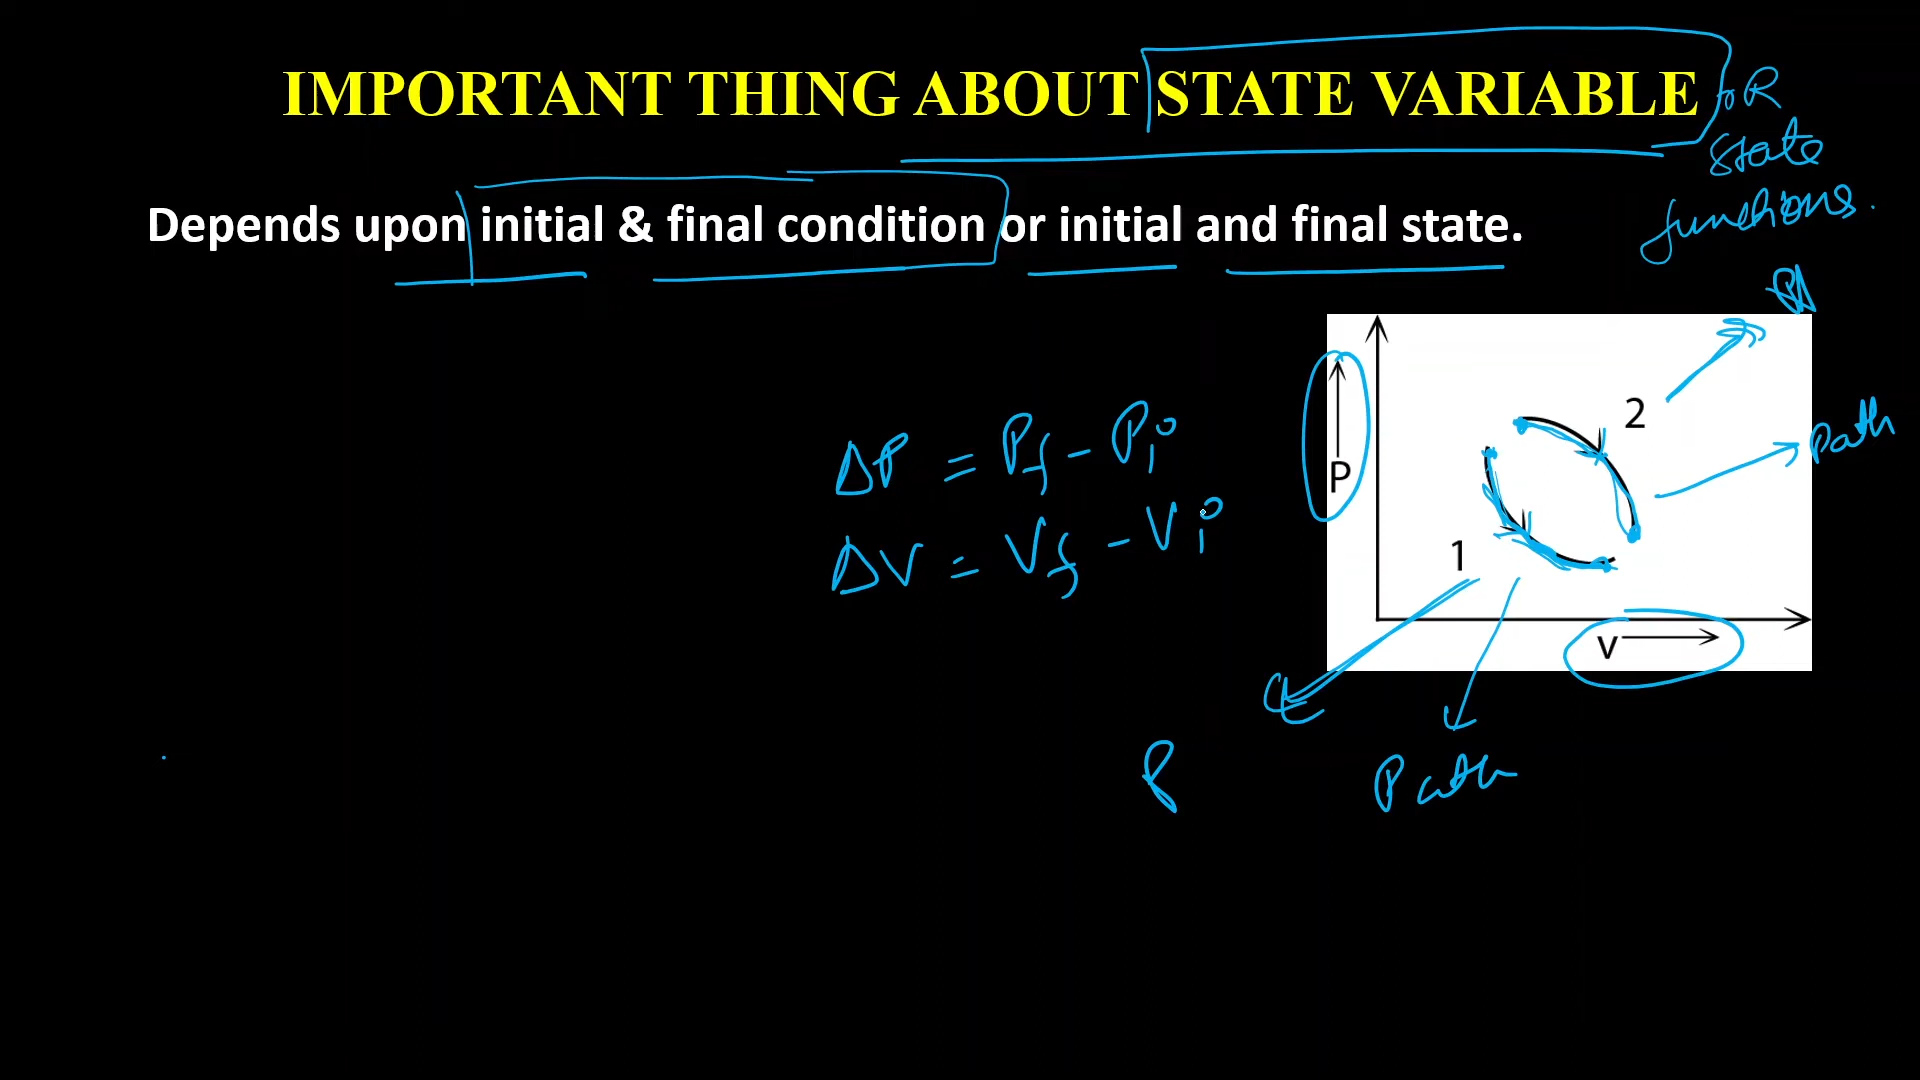 IMPORTANT THING ABOUT STATE VARIABLE
OR
State
functions.
Depends upon initial & final condition or initial and final state.
ΔP = Pf - Pi
ΔV = Vf - Vi
P
2
Path
1
V
P
Path